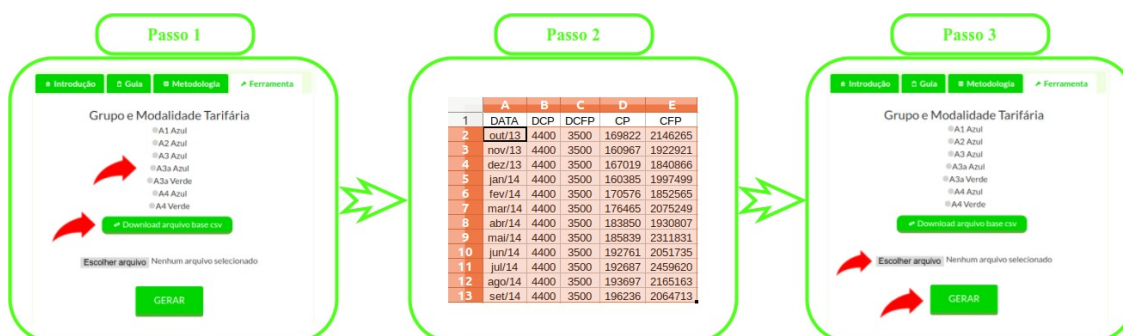 Passo 1
Introdução Guia Metodologia Ferramenta
Grupo e Modalidade Tarifária
A1 Azul
A2 Azul
A3 Azul
A3a Azul
A3a Verde
A4 Azul
A4 Verde
Download arquivo base csv
Escolher arquivo Nenhum arquivo selecionado
GERAR
Passo 2
A B C D E
1 DATA DCP DCFP CP CFP
2 out/13 4400 3500 169822 2146265
3 nov/13 4400 3500 160967 1922921
4 dez/13 4400 3500 167019 1840866
5 jan/14 4400 3500 160385 1997499
6 fev/14 4400 3500 170576 1852565
7 mar/14 4400 3500 176465 2075249
8 abr/14 4400 3500 183850 1930807
9 mai/14 4400 3500 185839 2311831
10 jun/14 4400 3500 192761 2051735
11 jul/14 4400 3500 192687 2459620
12 ago/14 4400 3500 193697 2165163
13 set/14 4400 3500 196236 2064713
Passo 3
Introdução Guia Metodologia Ferramenta
Grupo e Modalidade Tarifária
A1 Azul
A2 Azul
A3 Azul
A3a Azul
A3a Verde
A4 Azul
A4 Verde
Download arquivo base csv
Escolher arquivo Nenhum arquivo selecionado
GERAR